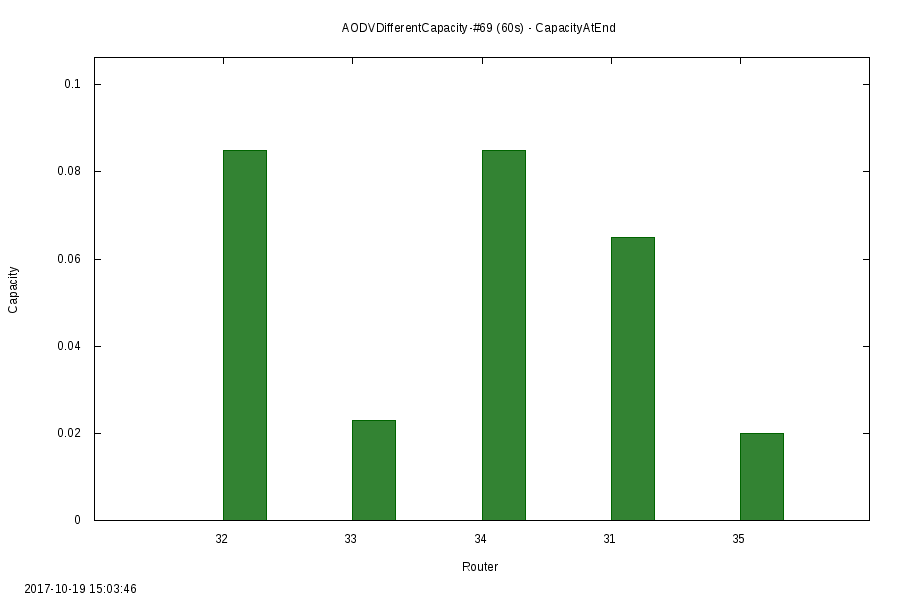 AODVDifferentCapacity-#69 (60s) - CapacityAtEnd
0.1
0.08
0.06
0.04
0.02
0
Capacity
32 33 34 31 35
Router
2017-10-19 15:03:46